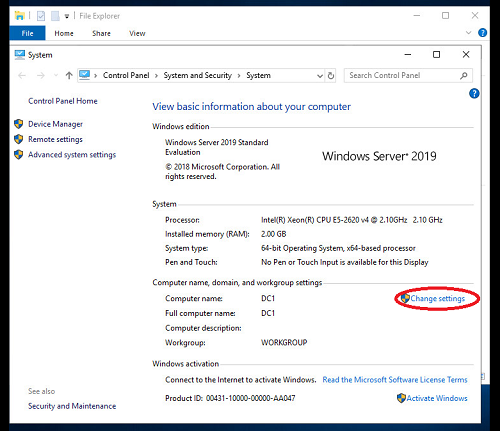 File Explorer
File Home Share View
System
Control Panel > System and Security > System
Search Control Panel
Control Panel Home
Device Manager
Remote settings
Advanced system settings
See also
Security and Maintenance
View basic information about your computer
Windows edition
Windows Server 2019 Standard
Evaluation
© 2018 Microsoft Corporation. All
rights reserved.
Windows Server® 2019
System
Processor: Intel(R) Xeon(R) CPU E5-2620 v4 @ 2.10GHz 2.10 GHz
Installed memory (RAM): 2.00 GB
System type: 64-bit Operating System, x64-based processor
Pen and Touch: No Pen or Touch Input is available for this Display
Computer name, domain, and workgroup settings
Computer name: DC1
Change settings
Full computer name: DC1
Computer description:
Workgroup: WORKGROUP
Windows activation
Connect to the Internet to activate Windows. Read the Microsoft Software License Terms
Product ID: 00431-10000-00000-AA047
Activate Windows